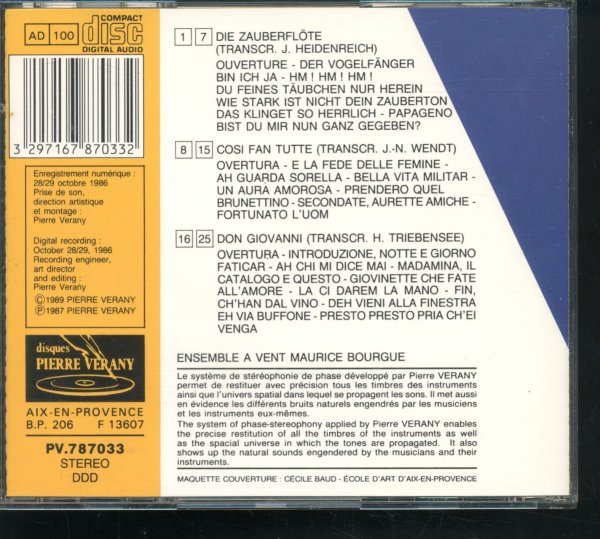 AD 100
COMPACT
disc
DIGITAL AUDIO
3 297167 870332
Enregistrement numérique :
28/29 octobre 1986
Prise de son,
direction artistique
et montage :
Pierre Verany
Digital recording :
October 28/29, 1986
Recording engineer,
art director
and editing :
Pierre Verany
Ⓒ 1989 PIERRE VERANY
Ⓟ 1987 PIERRE VERANY
disques
PIERRE VERANY
AIX-EN-PROVENCE
B.P. 206 F 13607
PV.787033
STEREO
DDD
1 7 DIE ZAUBERFLÖTE
(TRANSCR. J. HEIDENREICH)
OUVERTURE - DER VOGELFÄNGER
BIN ICH JA - HM ! HM ! HM !
DU FEINES TÄUBCHEN NUR HEREIN
WIE STARK IST NICHT DEIN ZAUBERTON
DAS KLINGET SO HERRLICH - PAPAGENO
BIST DU MIR NUN GANZ GEGEBEN?
8 15 COSI FAN TUTTE (TRANSCR. J.-N. WENDT)
OVERTURA - E LA FEDE DELLE FEMINE -
AH GUARDA SORELLA - BELLA VITA MILITAR -
UN AURA AMOROSA - PRENDERO QUEL
BRUNETTINO - SECONDATE, AURETTE AMICHE -
FORTUNATO L'UOM
16 25 DON GIOVANNI (TRANSCR. H. TRIEBENSEE)
OVERTURA - INTRODUZIONE, NOTTE E GIORNO
FATICAR - AH CHI MI DICE MAI - MADAMINA, IL
CATALOGO E QUESTO - GIOVINETTE CHE FATE
ALL'AMORE - LA CI DAREM LA MANO - FIN,
CH'HAN DAL VINO - DEH VIENI ALLA FINESTRA
EH VIA BUFFONE - PRESTO PRESTO PRIA CH'EI
VENGA
ENSEMBLE A VENT MAURICE BOURGUE
Le système de stéréophonie de phase développé par Pierre VERANY
permet de restituer avec précision tous les timbres des instruments
ainsi que l'univers spatial dans lequel se propagent les sons. Il met aussi
en évidence les différents bruits naturels engendrés par les musiciens
et les instruments eux-mêmes.
The system of phase-stereophony applied by Pierre VERANY enables
the precise restitution of all the timbres of the instruments as well
as the spacial universe in which the tones are propagated. It also
shows up the natural sounds engendered by the musicians and their
instruments.
MAQUETTE COUVERTURE : CÉCILE BAUD - ÉCOLE D'ART D'AIX-EN-PROVENCE